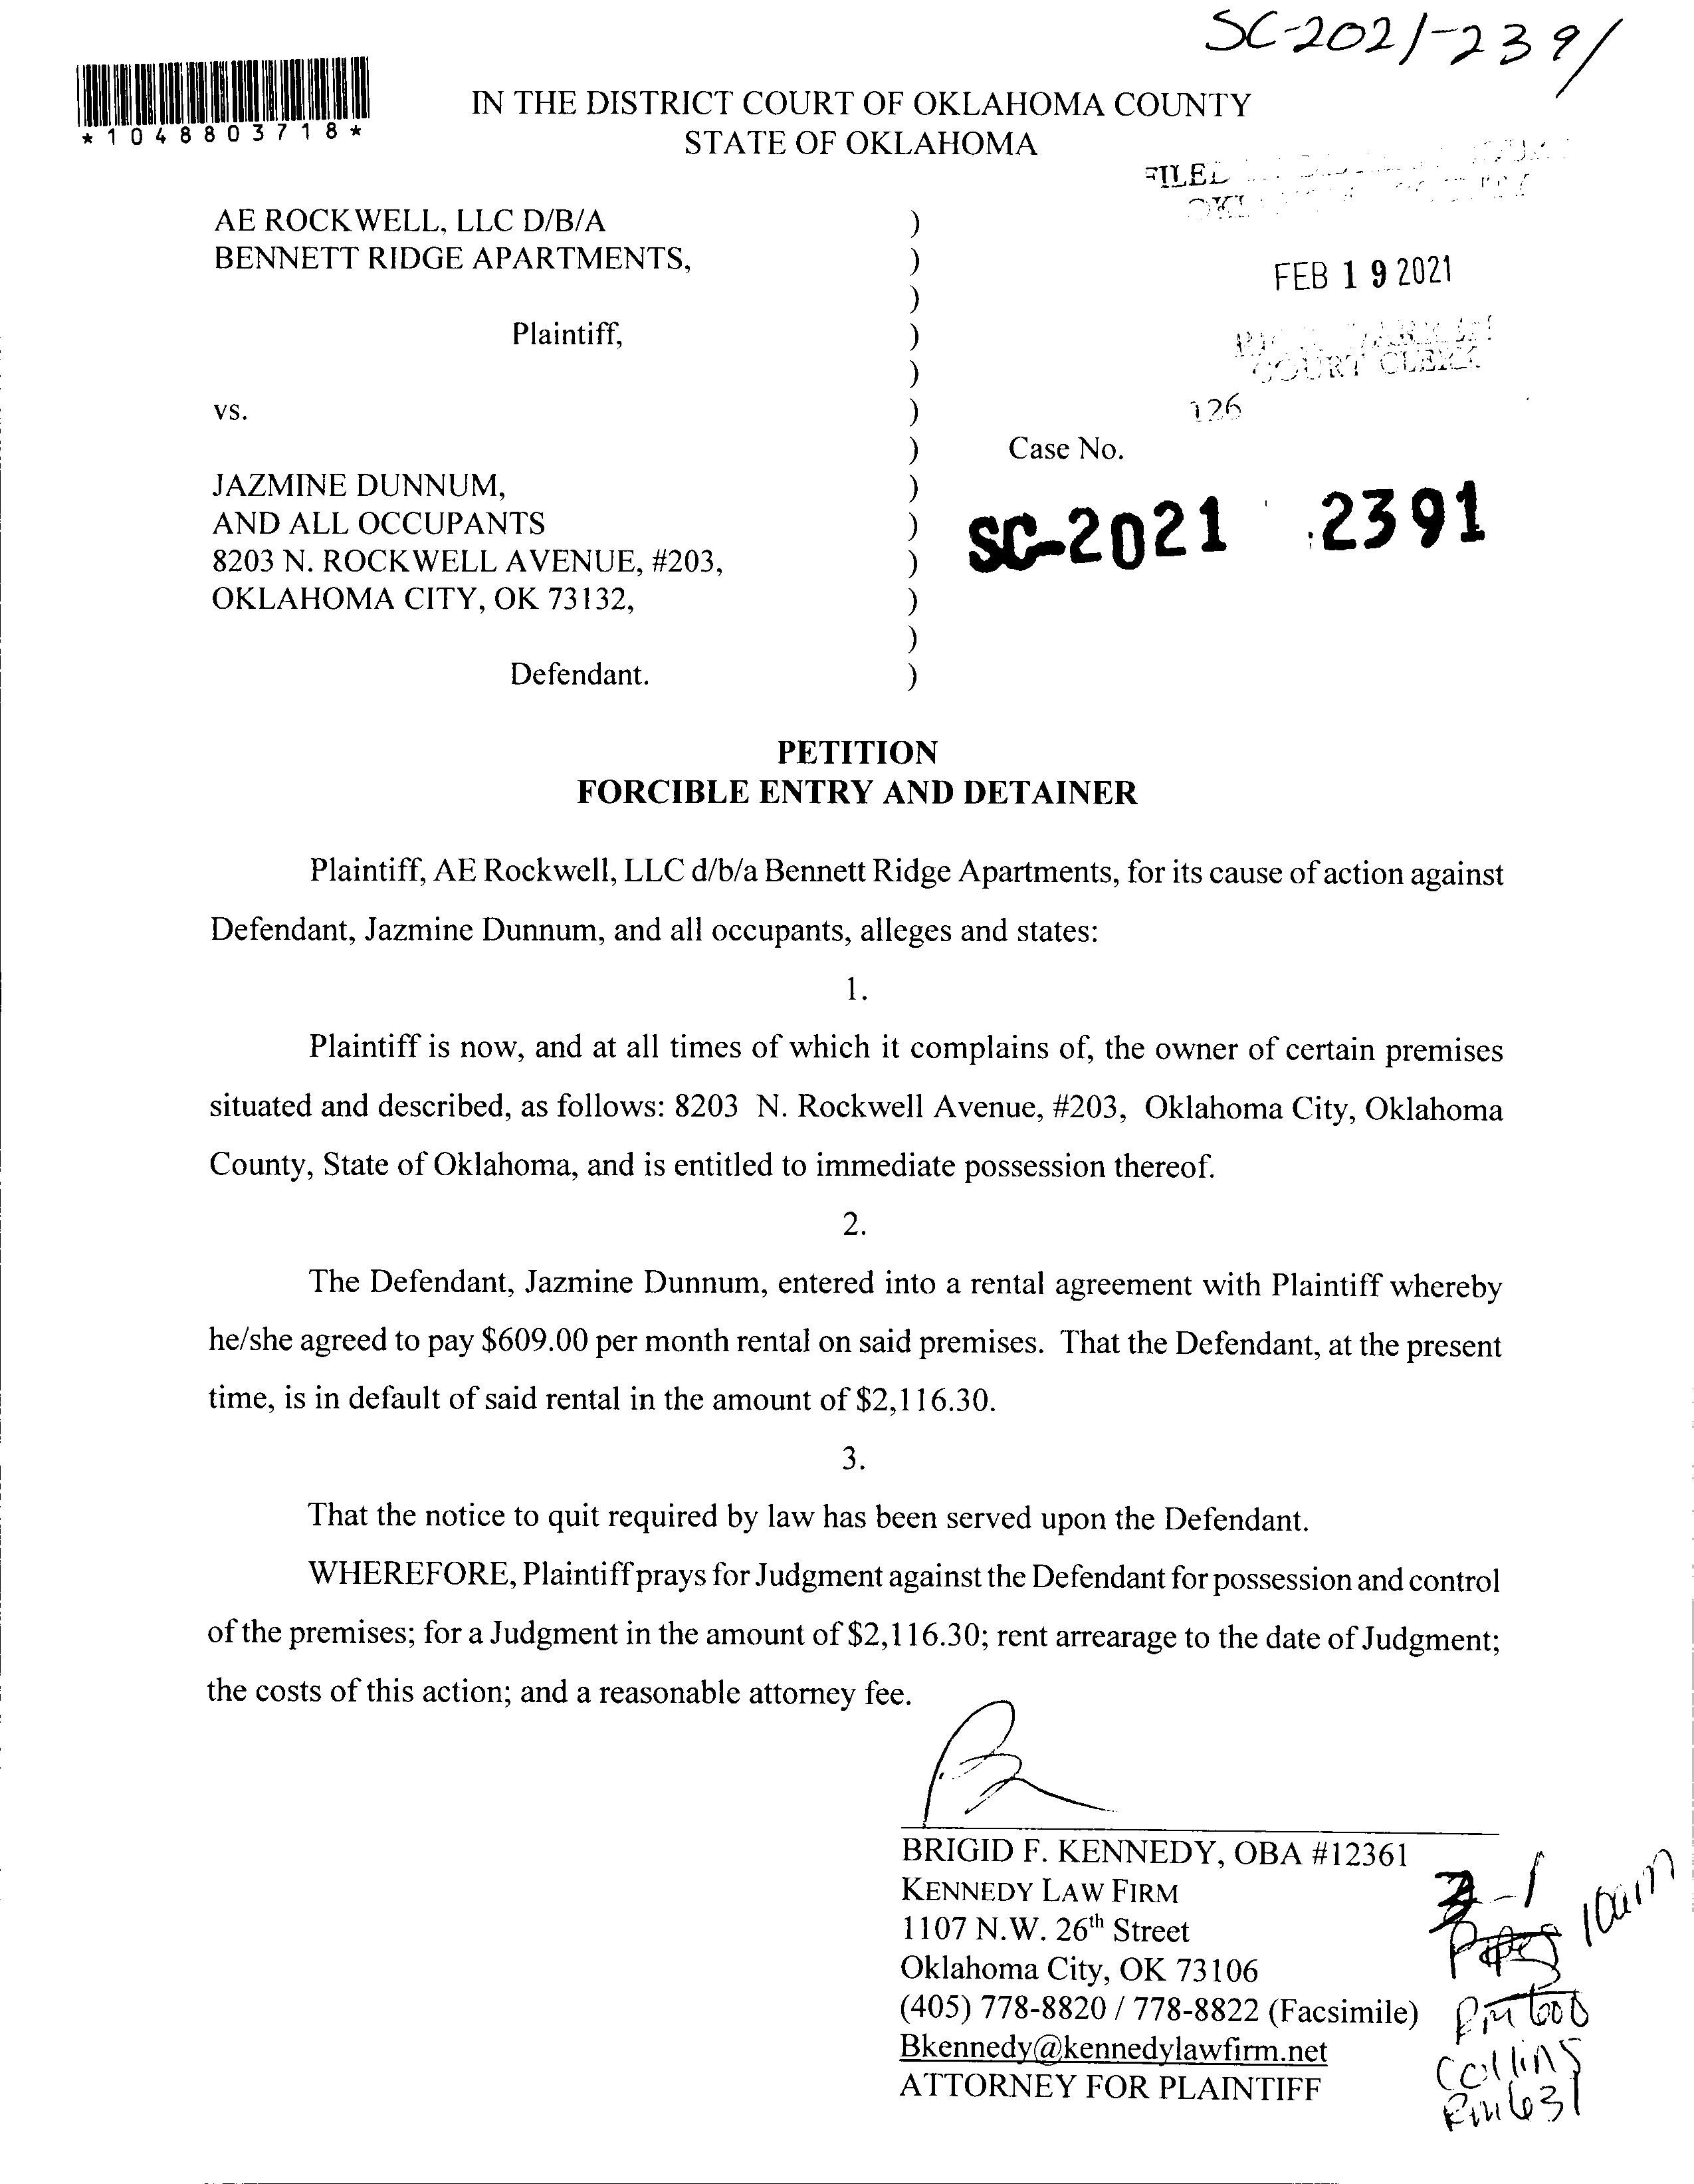 SC-2021-2391
*1048803718*
IN THE DISTRICT COURT OF OKLAHOMA COUNTY
STATE OF OKLAHOMA
FILED
AE ROCKWELL, LLC D/B/A )
BENNETT RIDGE APARTMENTS, )
)
FEB 19 2021
Plaintiff, )
COURT CLERK
)
vs. )
126
) Case No.
JAZMINE DUNNUM, )
AND ALL OCCUPANTS )
SC-2021 2391
8203 N. ROCKWELL AVENUE, #203, )
OKLAHOMA CITY, OK 73132, )
)
Defendant. )
PETITION
FORCIBLE ENTRY AND DETAINER
Plaintiff, AE Rockwell, LLC d/b/a Bennett Ridge Apartments, for its cause of action against
Defendant, Jazmine Dunnum, and all occupants, alleges and states:
1.
Plaintiff is now, and at all times of which it complains of, the owner of certain premises
situated and described, as follows: 8203 N. Rockwell Avenue, #203, Oklahoma City, Oklahoma
County, State of Oklahoma, and is entitled to immediate possession thereof.
2.
The Defendant, Jazmine Dunnum, entered into a rental agreement with Plaintiff whereby
he/she agreed to pay $609.00 per month rental on said premises. That the Defendant, at the present
time, is in default of said rental in the amount of $2,116.30.
3.
That the notice to quit required by law has been served upon the Defendant.
WHEREFORE, Plaintiff prays for Judgment against the Defendant for possession and control
of the premises; for a Judgment in the amount of $2,116.30; rent arrearage to the date of Judgment;
the costs of this action; and a reasonable attorney fee.
BRIGID F. KENNEDY, OBA #12361
KENNEDY LAW FIRM
1107 N.W. 26th Street
Oklahoma City, OK 73106
(405) 778-8820 / 778-8822 (Facsimile)
Bkennedy@kennedylawfirm.net
ATTORNEY FOR PLAINTIFF
3-1
10am
Collins
Rm 631